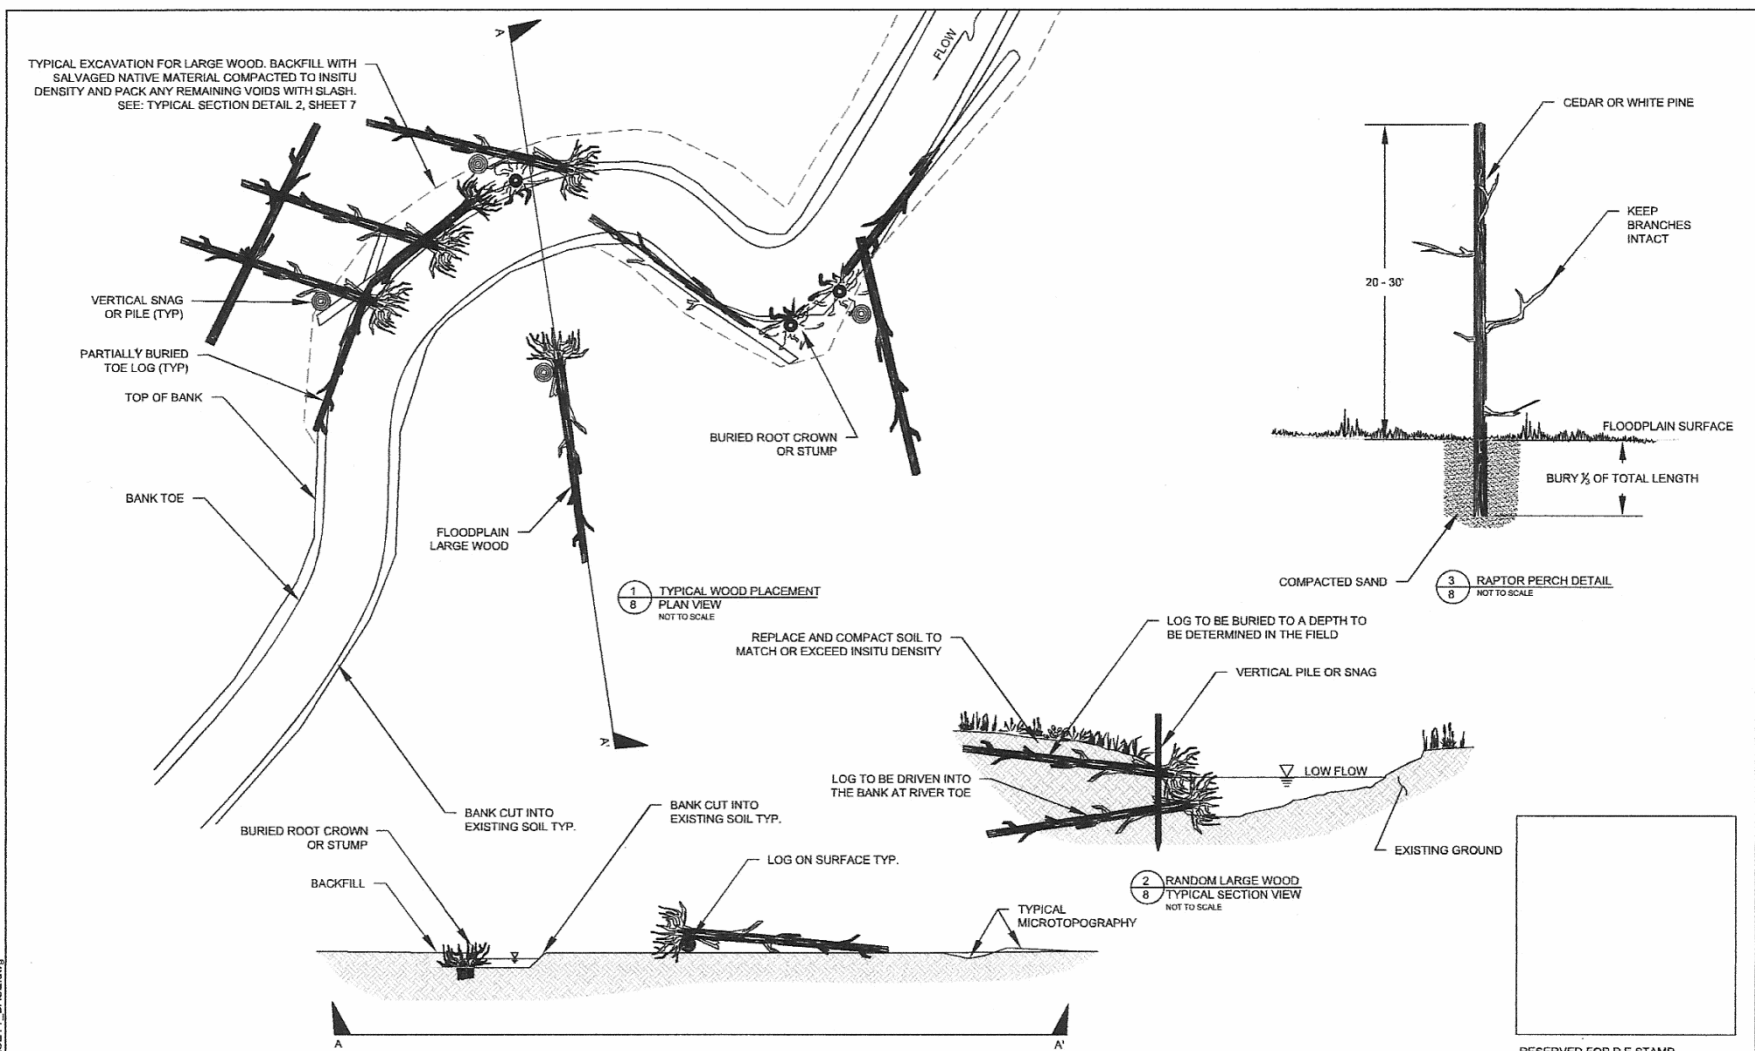 TYPICAL EXCAVATION FOR LARGE WOOD. BACKFILL WITH
SALVAGED NATIVE MATERIAL COMPACTED TO INSITU
DENSITY AND PACK ANY REMAINING VOIDS WITH SLASH.
SEE: TYPICAL SECTION DETAIL 2, SHEET 7
A
FLOW
VERTICAL SNAG
OR PILE (TYP)
PARTIALLY BURIED
TOE LOG (TYP)
TOP OF BANK
BANK TOE
FLOODPLAIN
LARGE WOOD
BURIED ROOT CROWN
OR STUMP
A'
1
8
TYPICAL WOOD PLACEMENT
PLAN VIEW
NOT TO SCALE
CEDAR OR WHITE PINE
KEEP
BRANCHES
INTACT
20 - 30'
FLOODPLAIN SURFACE
BURY ⅓ OF TOTAL LENGTH
COMPACTED SAND
3
8
RAPTOR PERCH DETAIL
NOT TO SCALE
REPLACE AND COMPACT SOIL TO
MATCH OR EXCEED INSITU DENSITY
LOG TO BE BURIED TO A DEPTH TO
BE DETERMINED IN THE FIELD
VERTICAL PILE OR SNAG
LOG TO BE DRIVEN INTO
THE BANK AT RIVER TOE
LOW FLOW
EXISTING GROUND
2
8
RANDOM LARGE WOOD
TYPICAL SECTION VIEW
NOT TO SCALE
BANK CUT INTO
EXISTING SOIL TYP.
BANK CUT INTO
EXISTING SOIL TYP.
BURIED ROOT CROWN
OR STUMP
BACKFILL
LOG ON SURFACE TYP.
TYPICAL
MICROTOPOGRAPHY
A
A'
RESERVED FOR P.E STAMP